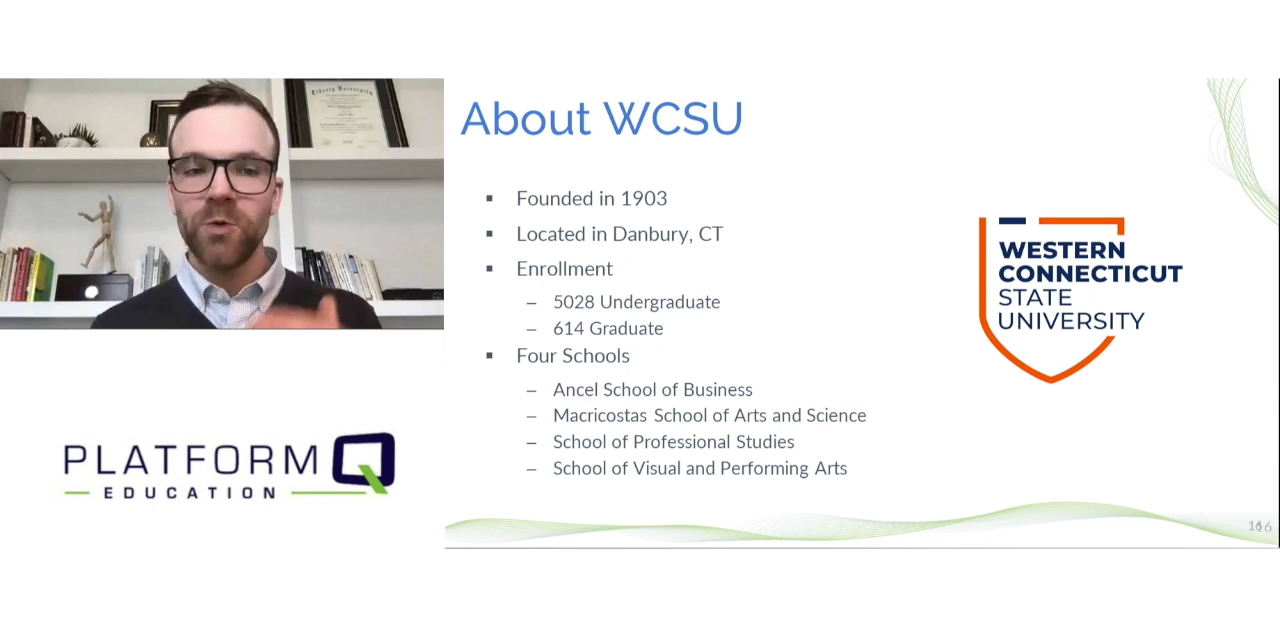 Liberty University
PLATFORM Q
EDUCATION
About WCSU
▪ Founded in 1903
▪ Located in Danbury, CT
▪ Enrollment
– 5028 Undergraduate
– 614 Graduate
▪ Four Schools
– Ancel School of Business
– Macricostas School of Arts and Science
– School of Professional Studies
– School of Visual and Performing Arts
WESTERN
CONNECTICUT
STATE
UNIVERSITY